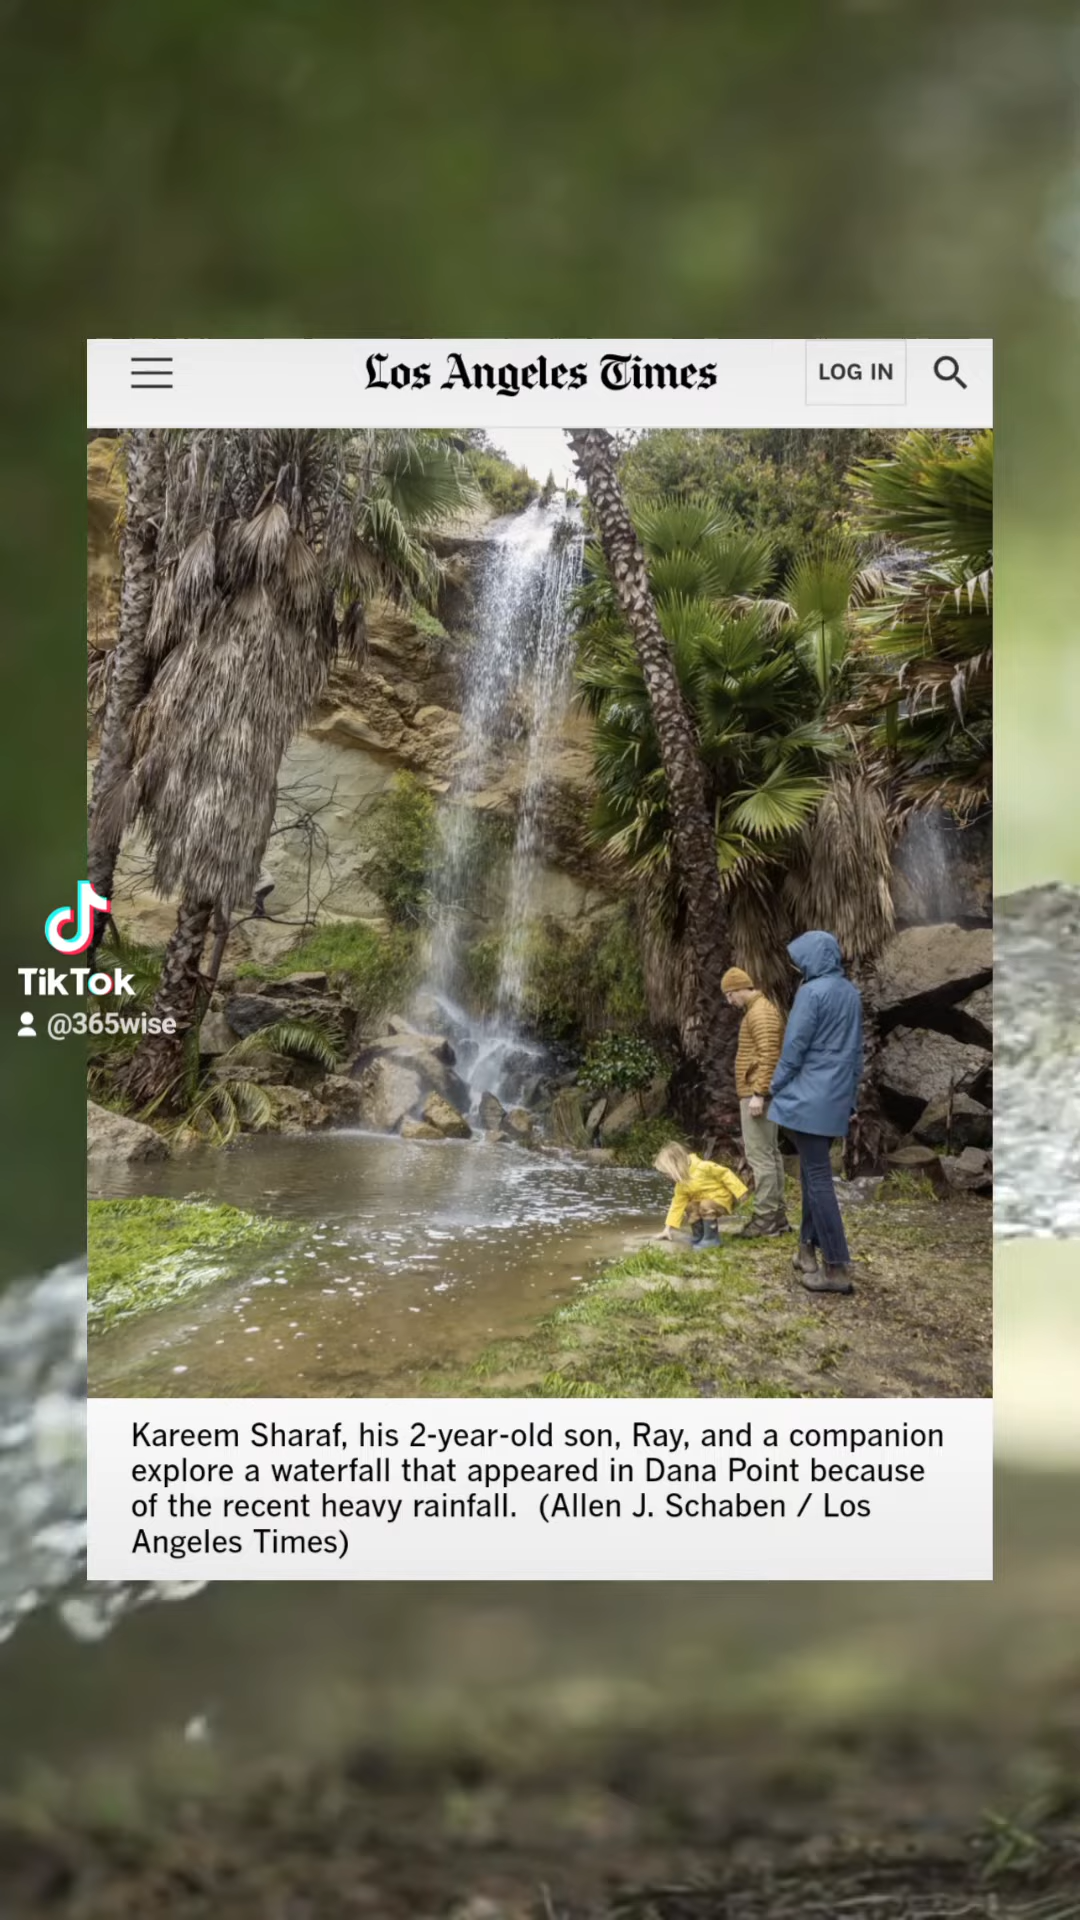 Los Angeles Times
LOG IN
TikTok
@365wise
Kareem Sharaf, his 2-year-old son, Ray, and a companion
explore a waterfall that appeared in Dana Point because
of the recent heavy rainfall.  (Allen J. Schaben / Los
Angeles Times)